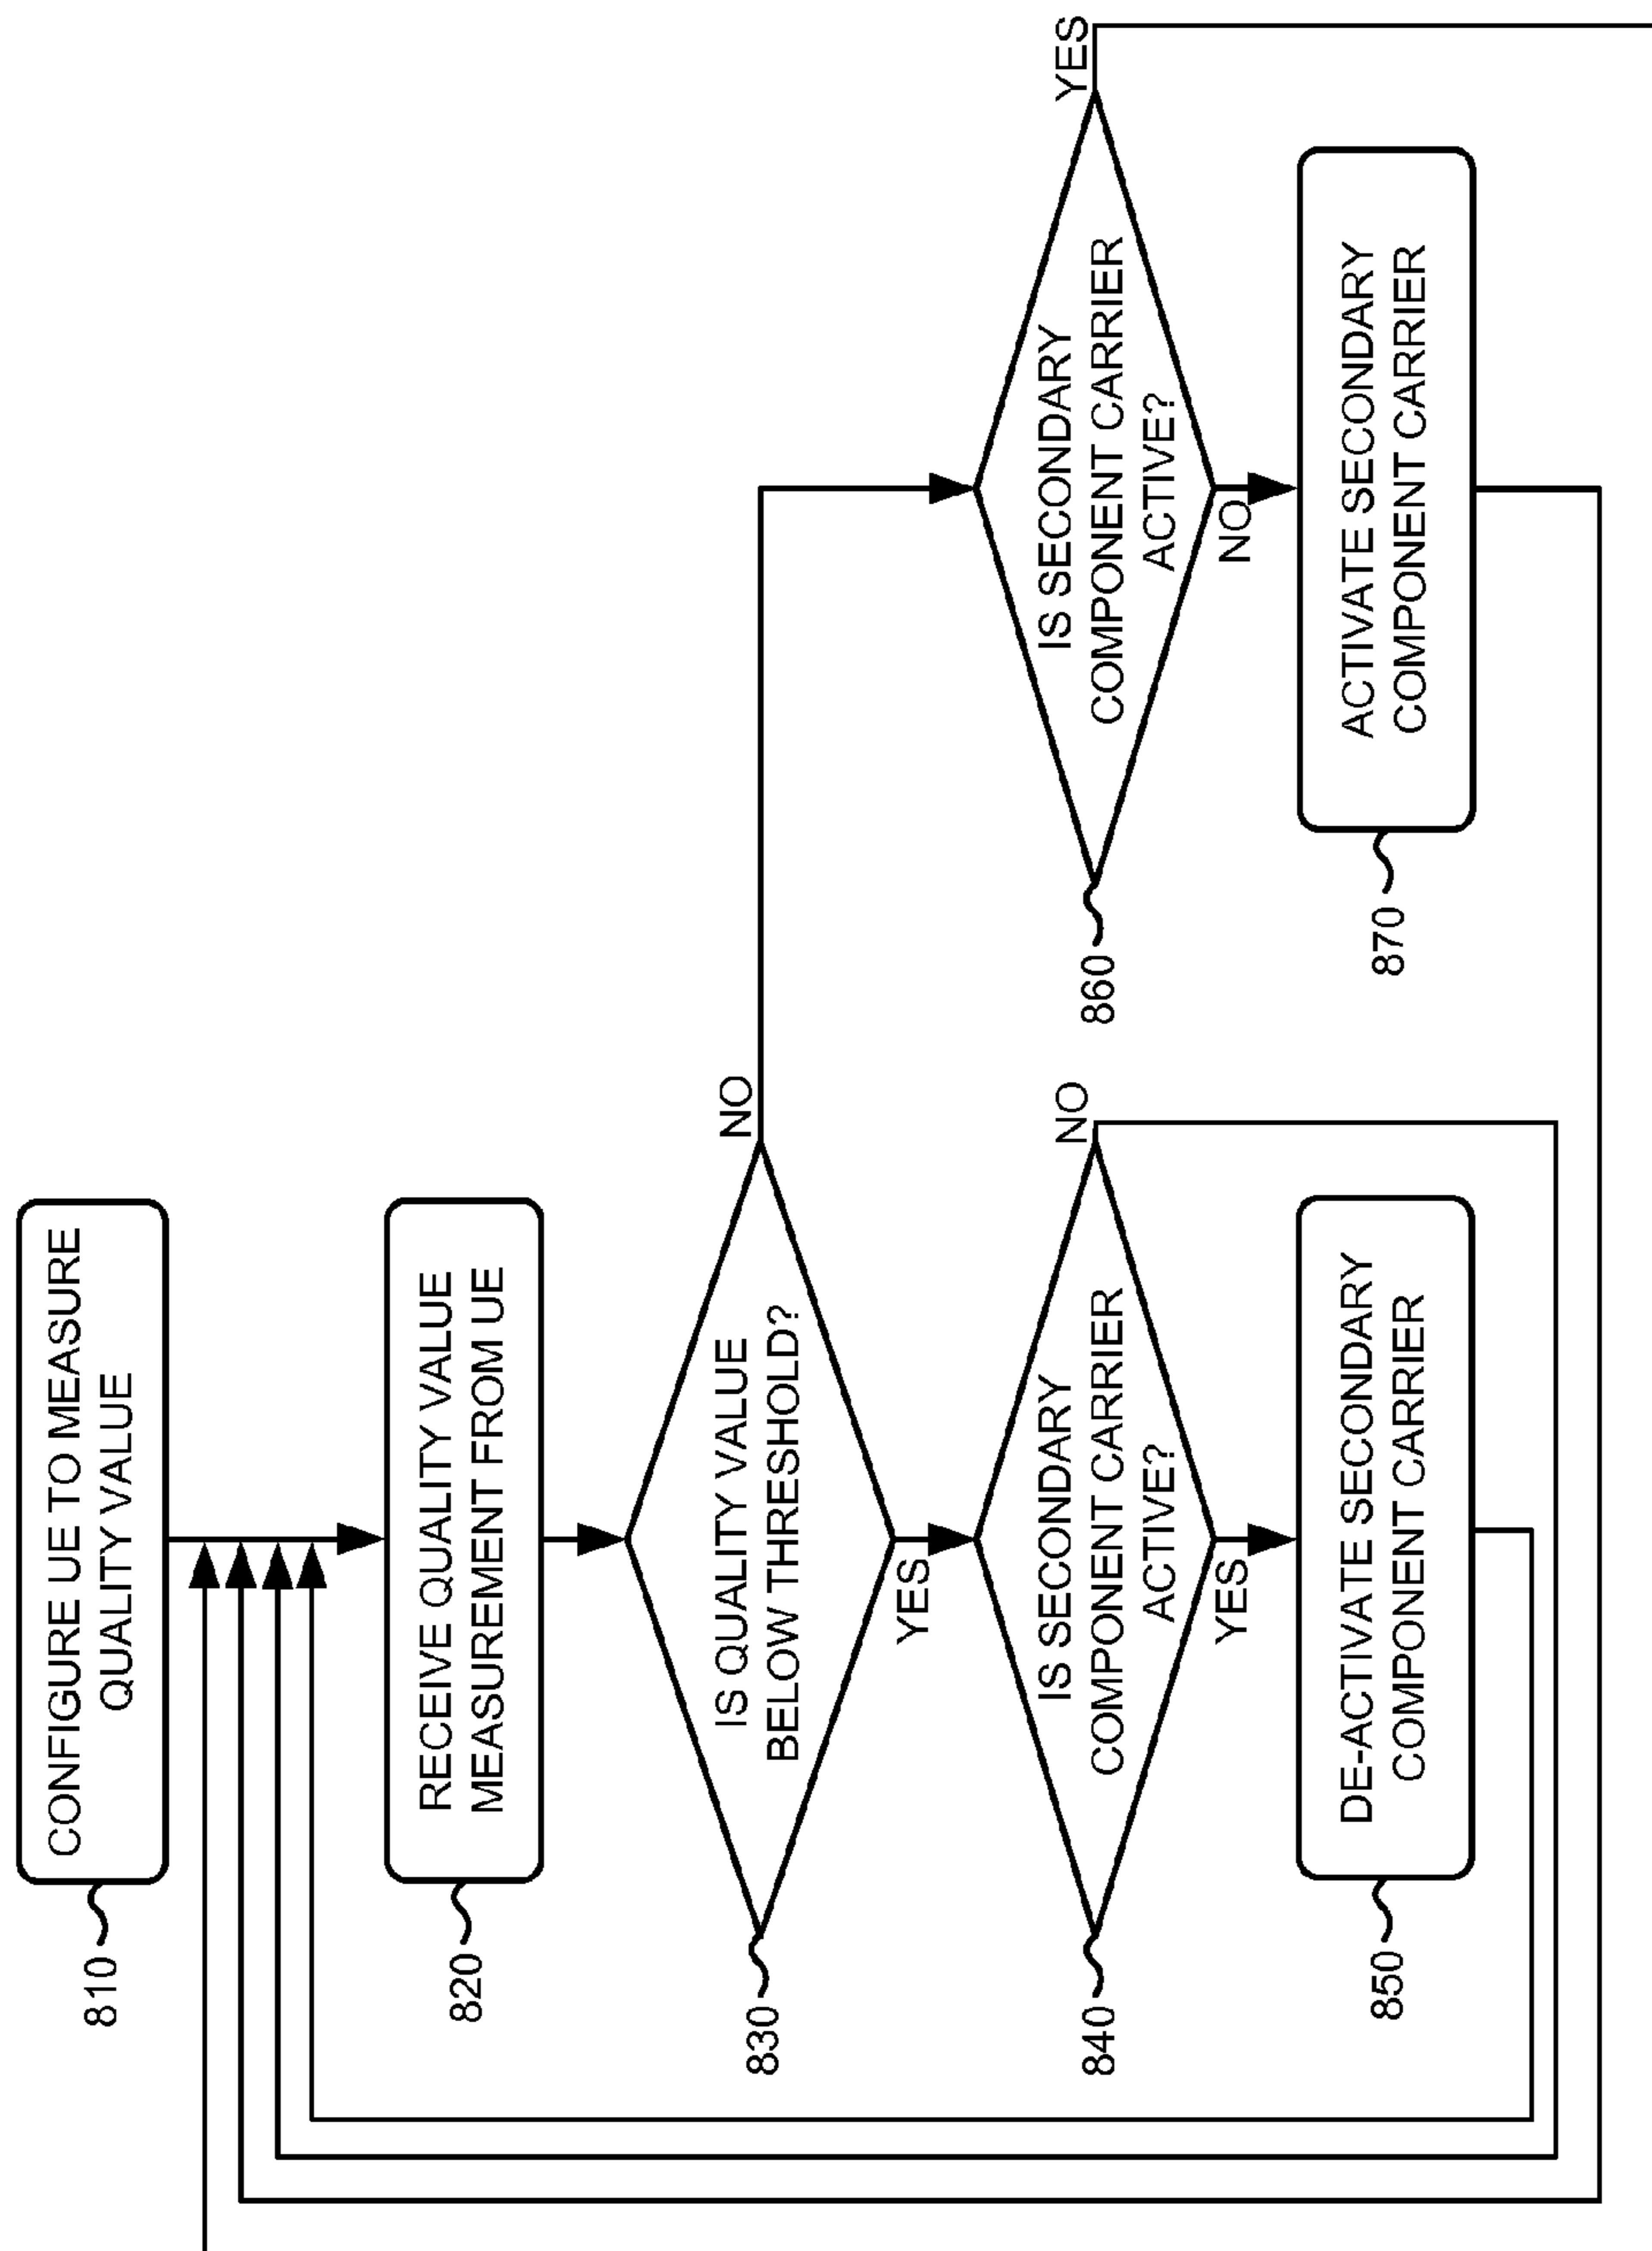 810
CONFIGURE UE TO MEASURE
QUALITY VALUE
820
RECEIVE QUALITY VALUE
MEASUREMENT FROM UE
830
IS QUALITY VALUE
BELOW THRESHOLD?
NO
YES
840
IS SECONDARY
COMPONENT CARRIER
ACTIVE?
NO
YES
850
DE-ACTIVATE SECONDARY
COMPONENT CARRIER
860
IS SECONDARY
COMPONENT CARRIER
ACTIVE?
YES
NO
870
ACTIVATE SECONDARY
COMPONENT CARRIER